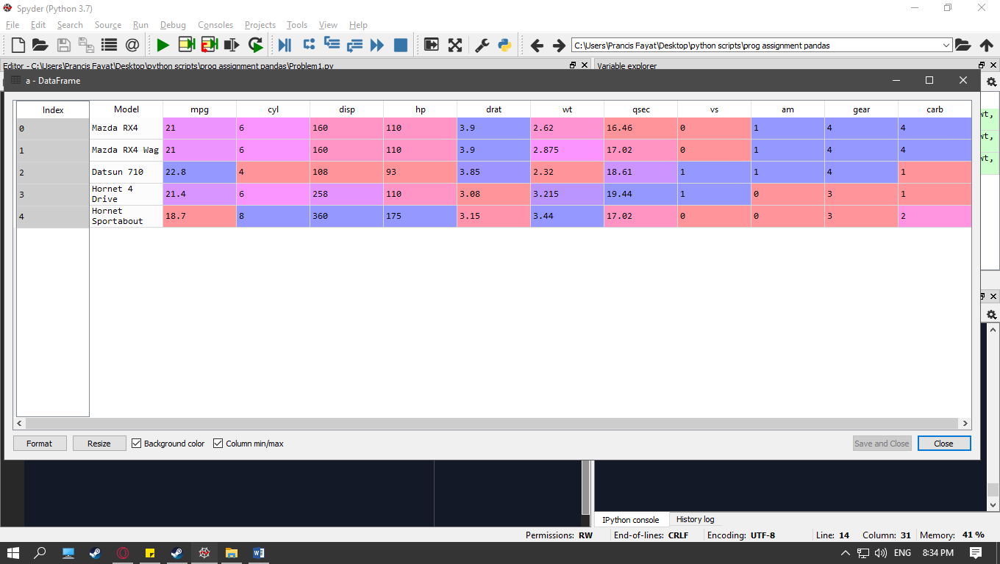 Spyder (Python 3.7)
File Edit Search Source Run Debug Consoles Projects Tools View Help
C:\Users\Francis Fayat\Desktop\python scripts\prog assignment pandas
Editor - C:\Users\Francis Fayat\Desktop\python scripts\prog assignment pandas\Problem1.py
Variable explorer
a - DataFrame
Index Model mpg cyl disp hp drat wt qsec vs am gear carb
0 Mazda RX4 21 6 160 110 3.9 2.62 16.46 0 1 4 4
1 Mazda RX4 Wag 21 6 160 110 3.9 2.875 17.02 0 1 4 4
2 Datsun 710 22.8 4 108 93 3.85 2.32 18.61 1 1 4 1
3 Hornet 4 Drive 21.4 6 258 110 3.08 3.215 19.44 1 0 3 1
4 Hornet Sportabout 18.7 8 360 175 3.15 3.44 17.02 0 0 3 2
wt,
wt,
wt,
Format Resize Background color Column min/max Save and Close Close
IPython console History log
Permissions: RW End-of-lines: CRLF Encoding: UTF-8 Line: 14 Column: 31 Memory: 41 %
ENG 8:34 PM